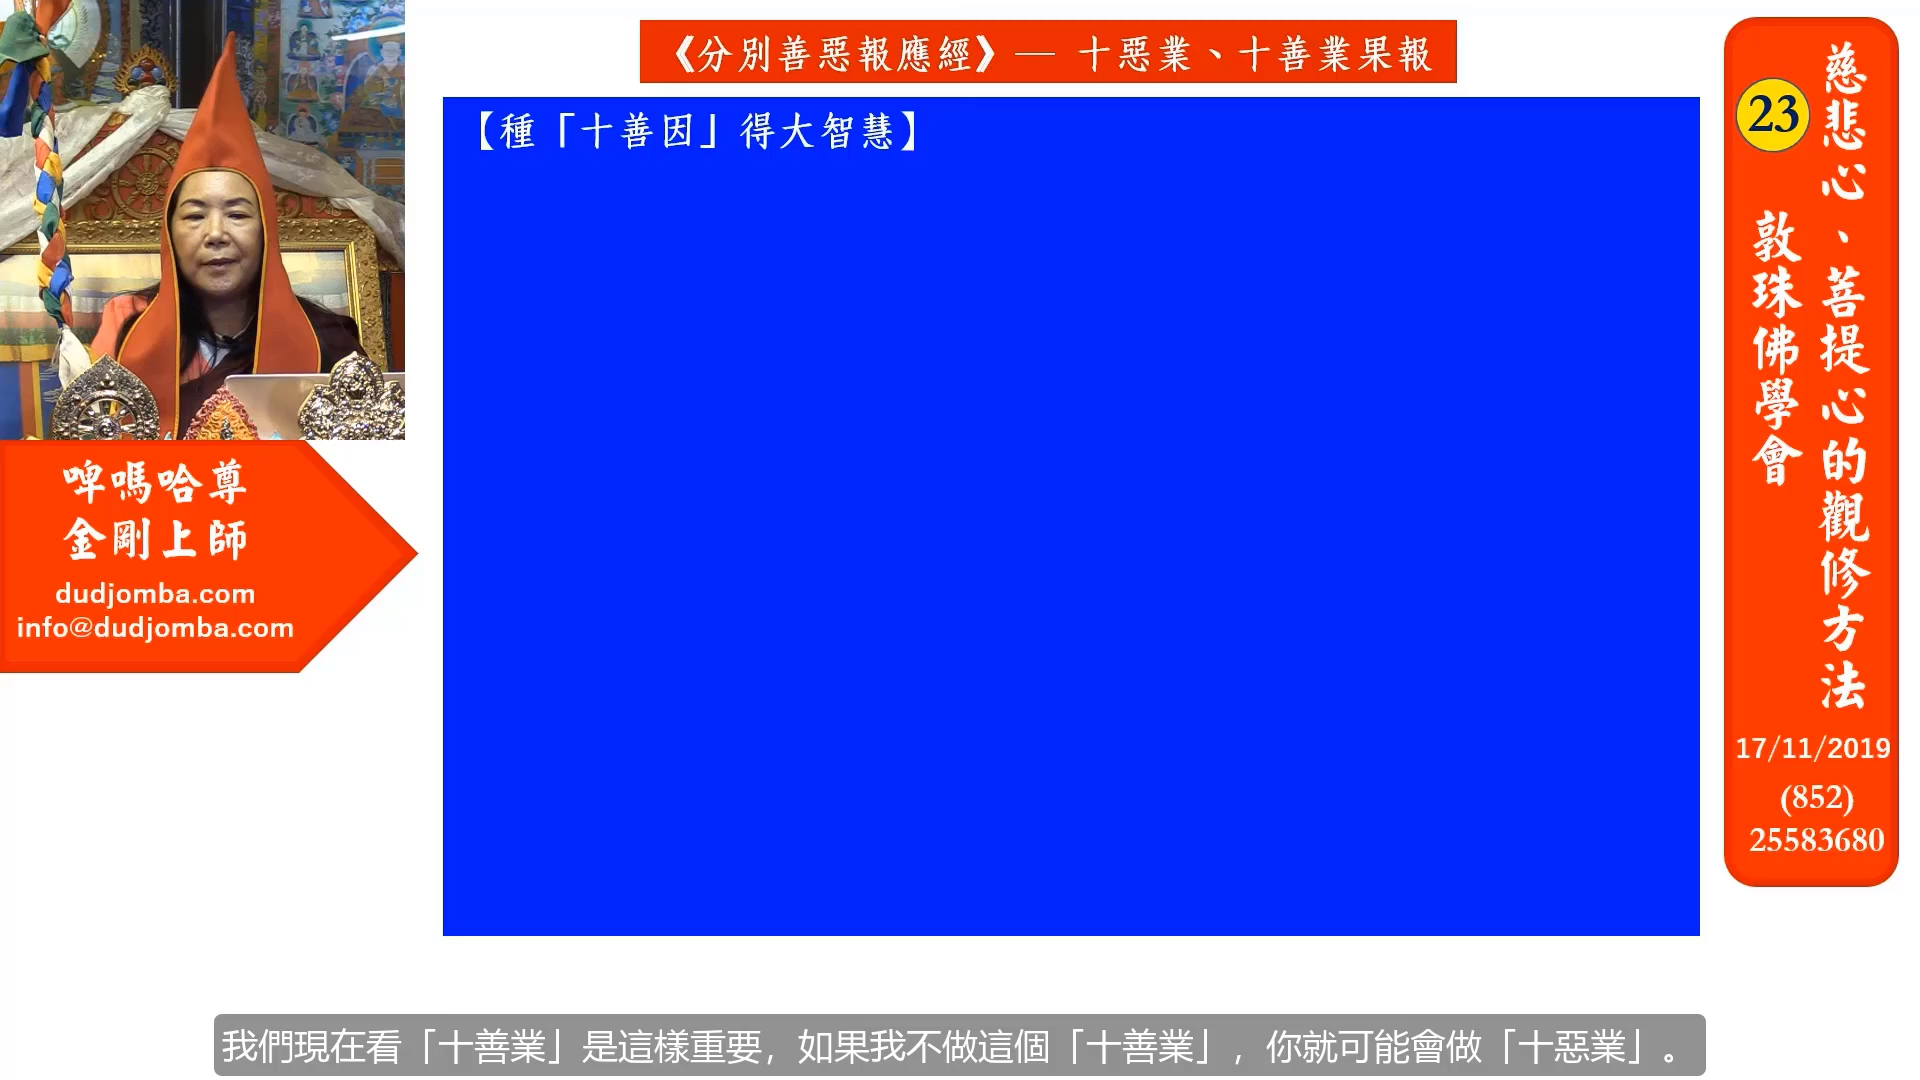 《分別善惡報應經》— 十惡業、十善業果報
【種「十善因」得大智慧】
慈悲心、菩提心的觀修方法
23
敦珠佛學會
17/11/2019
(852)
25583680
啤嗎哈尊
金剛上師
dudjomba.com
info@dudjomba.com
我們現在看「十善業」是這樣重要，如果我不做這個「十善業」，你就可能會做「十惡業」。